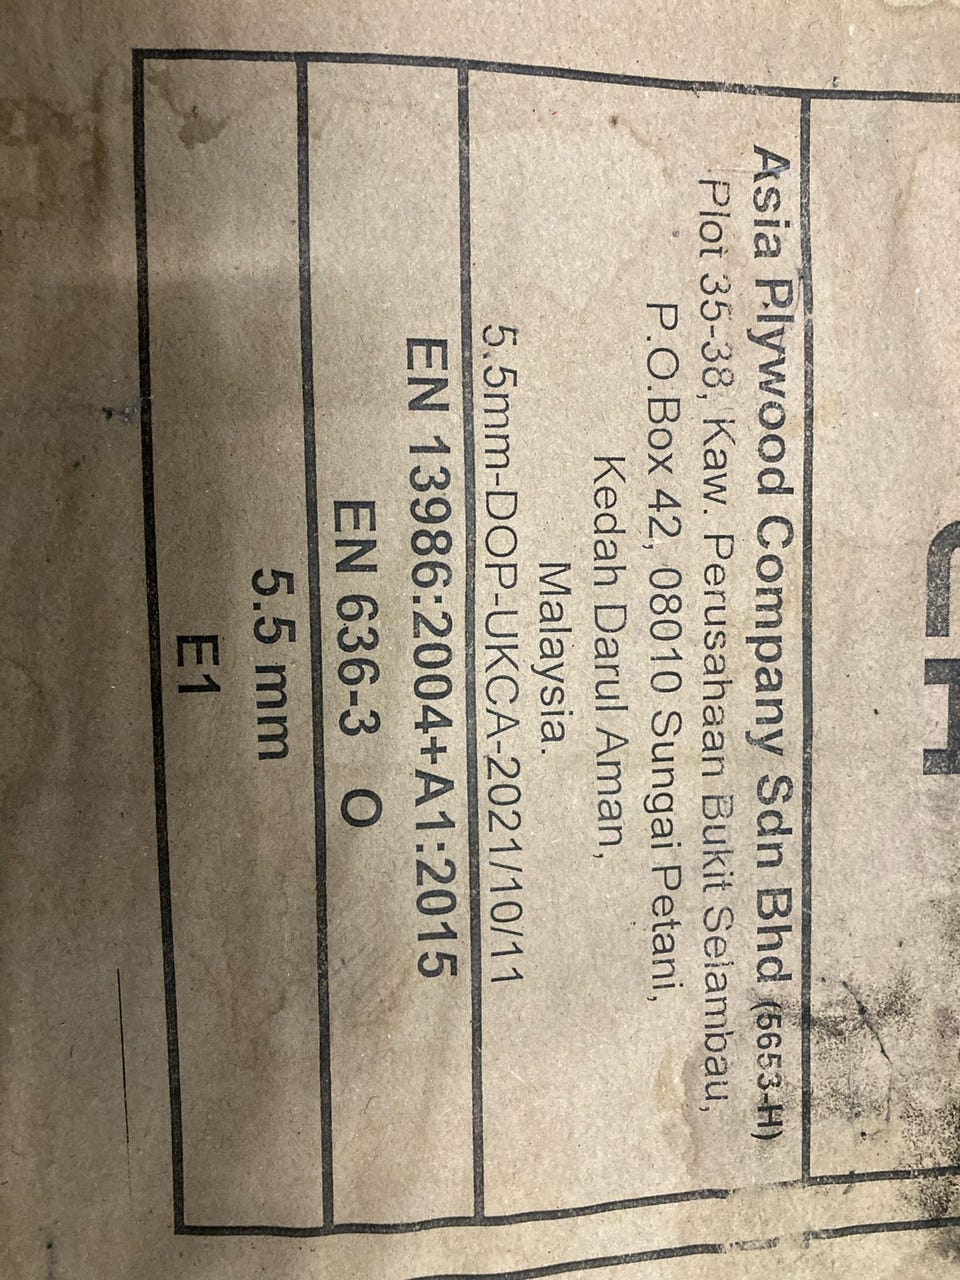 CA
Asia Plywood Company Sdn Bhd (5653-H)
Plot 35-38, Kaw. Perusahaan Bukit Selambau,
P.O.Box 42, 08010 Sungai Petani,
Kedah Darul Aman,
Malaysia.
5.5mm-DOP-UKCA-2021/10/11
EN 13986:2004+A1:2015
EN 636-3 O
5.5 mm
E1